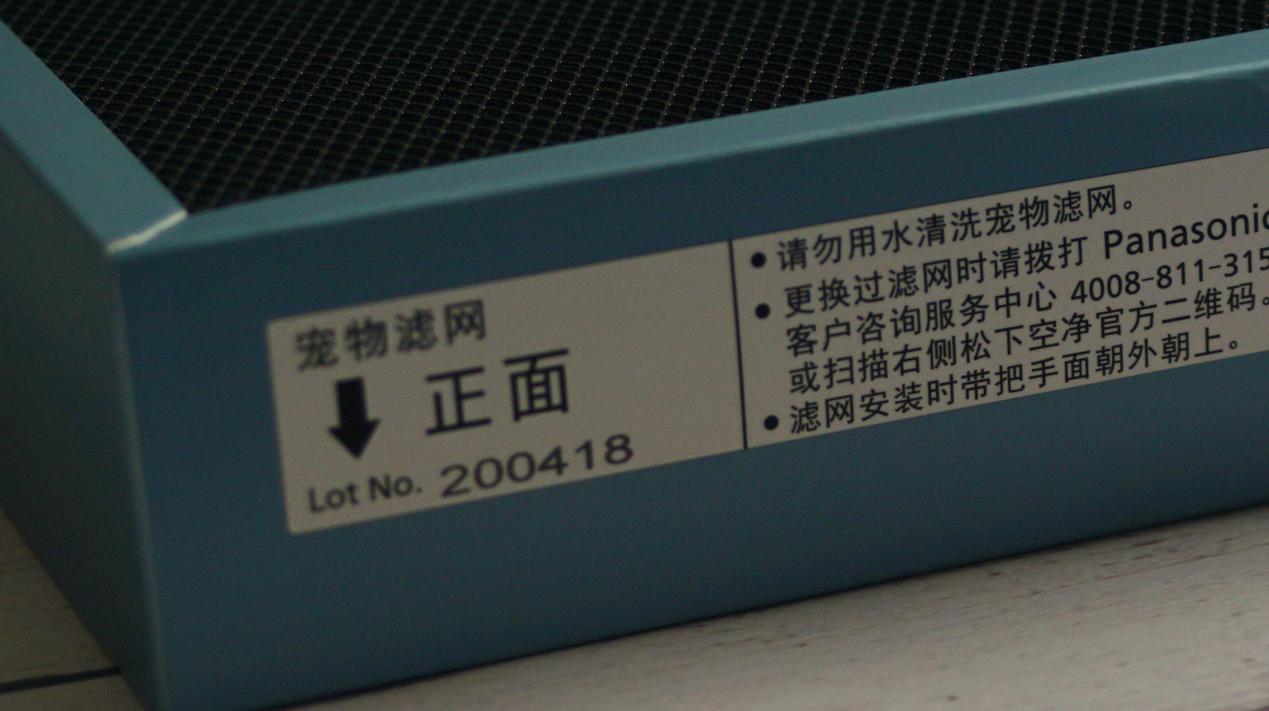 宠物滤网
正面
Lot No. 200418
●请勿用水清洗宠物滤网。
●更换过滤网时请拨打 Panasonic
客户咨询服务中心 4008-811-315
或扫描右侧松下空净官方二维码。
●滤网安装时带把手面朝外朝上。